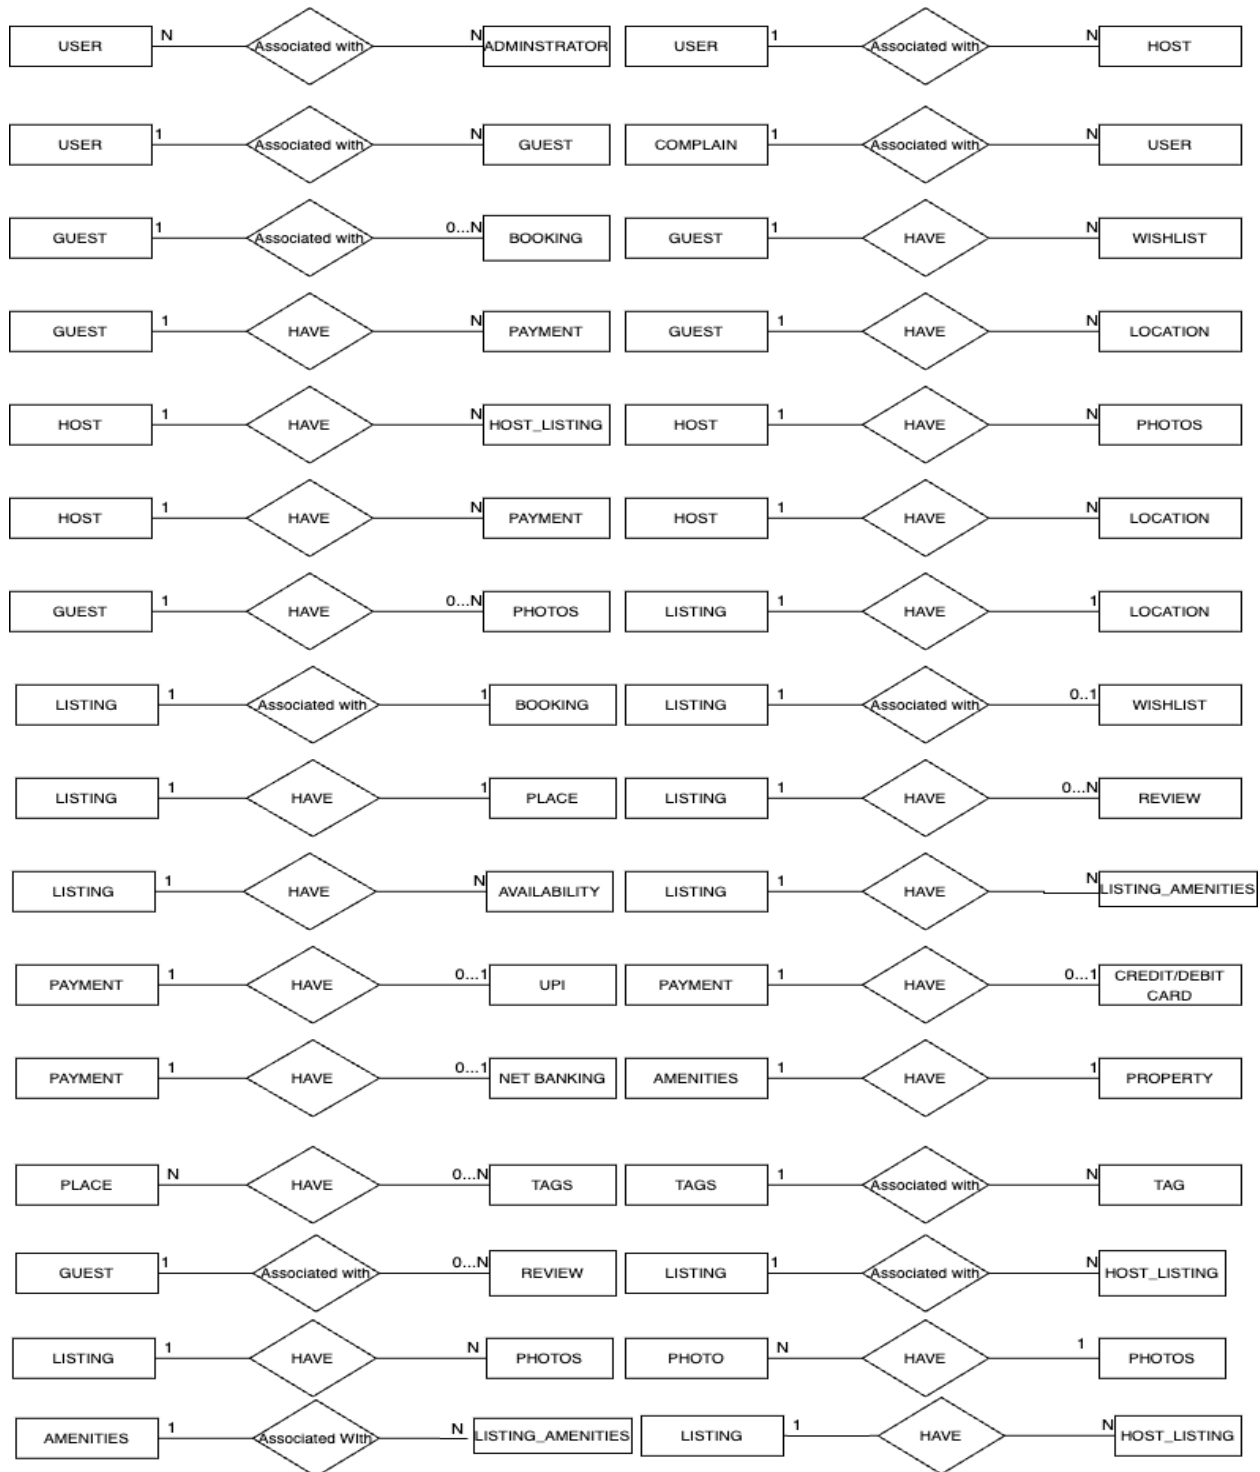 USER N Associated with N ADMINSTRATOR USER 1 Associated with N HOST
USER 1 Associated with N GUEST COMPLAIN 1 Associated with N USER
GUEST 1 Associated with 0...N BOOKING GUEST 1 HAVE N WISHLIST
GUEST 1 HAVE N PAYMENT GUEST 1 HAVE N LOCATION
HOST 1 HAVE N HOST_LISTING HOST 1 HAVE N PHOTOS
HOST 1 HAVE N PAYMENT HOST 1 HAVE N LOCATION
GUEST 1 HAVE 0...N PHOTOS LISTING 1 HAVE 1 LOCATION
LISTING 1 Associated with 1 BOOKING LISTING 1 Associated with 0..1 WISHLIST
LISTING 1 HAVE 1 PLACE LISTING 1 HAVE 0...N REVIEW
LISTING 1 HAVE N AVAILABILITY LISTING 1 HAVE N LISTING_AMENITIES
PAYMENT 1 HAVE 0...1 UPI PAYMENT 1 HAVE 0...1 CREDIT/DEBIT
CARD
PAYMENT 1 HAVE 0...1 NET BANKING AMENITIES 1 HAVE 1 PROPERTY
PLACE N HAVE 0...N TAGS TAGS 1 Associated with N TAG
GUEST 1 Associated with 0...N REVIEW LISTING 1 Associated with N HOST_LISTING
LISTING 1 HAVE N PHOTOS PHOTO N HAVE 1 PHOTOS
AMENITIES 1 Associated WIth N LISTING_AMENITIES LISTING 1 HAVE N HOST_LISTING